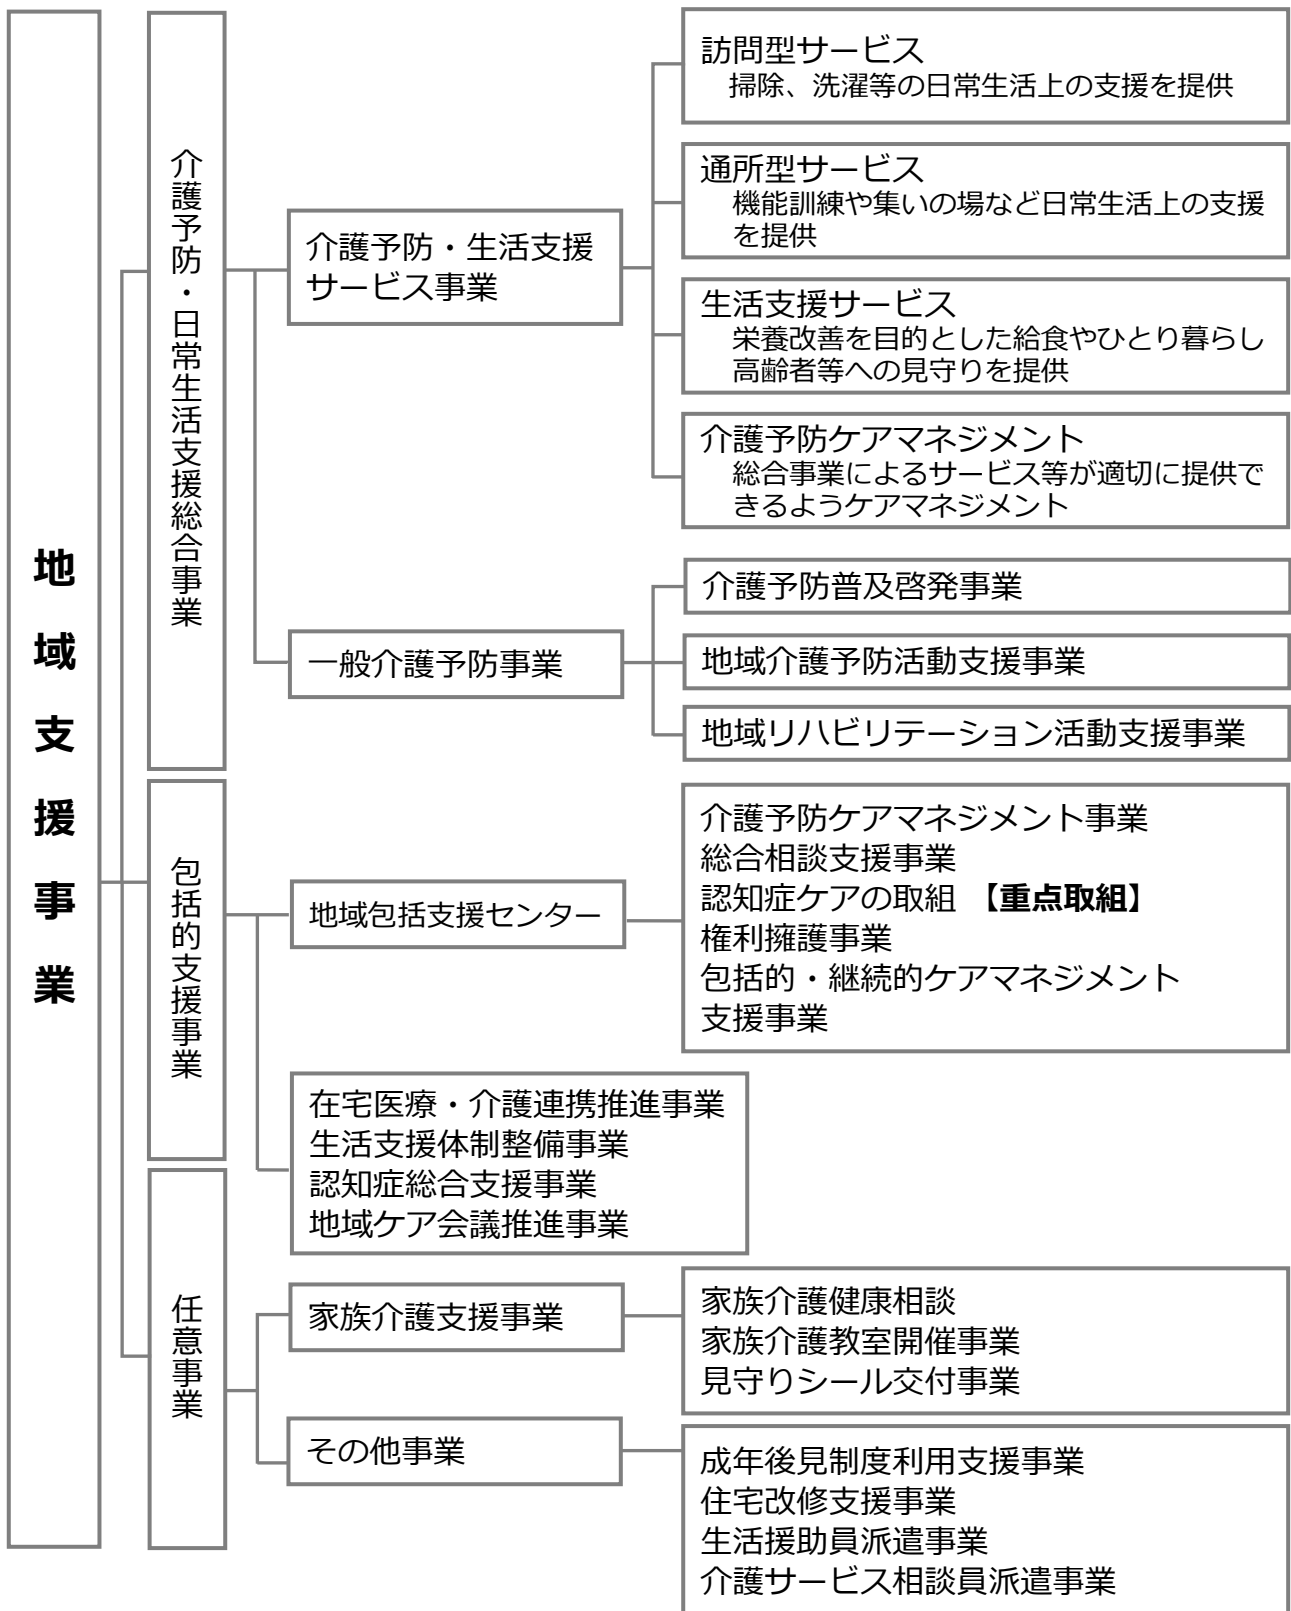 地域支援事業
介護予防・日常生活支援総合事業
介護予防・生活支援
サービス事業
訪問型サービス
掃除、洗濯等の日常生活上の支援を提供
通所型サービス
機能訓練や集いの場など日常生活上の支援
を提供
生活支援サービス
栄養改善を目的とした給食やひとり暮らし
高齢者等への見守りを提供
介護予防ケアマネジメント
総合事業によるサービス等が適切に提供で
きるようケアマネジメント
一般介護予防事業
介護予防普及啓発事業
地域介護予防活動支援事業
地域リハビリテーション活動支援事業
包括的支援事業
地域包括支援センター
介護予防ケアマネジメント事業
総合相談支援事業
認知症ケアの取組 【重点取組】
権利擁護事業
包括的・継続的ケアマネジメント
支援事業
在宅医療・介護連携推進事業
生活支援体制整備事業
認知症総合支援事業
地域ケア会議推進事業
任意事業
家族介護支援事業
家族介護健康相談
家族介護教室開催事業
見守りシール交付事業
その他事業
成年後見制度利用支援事業
住宅改修支援事業
生活援助員派遣事業
介護サービス相談員派遣事業